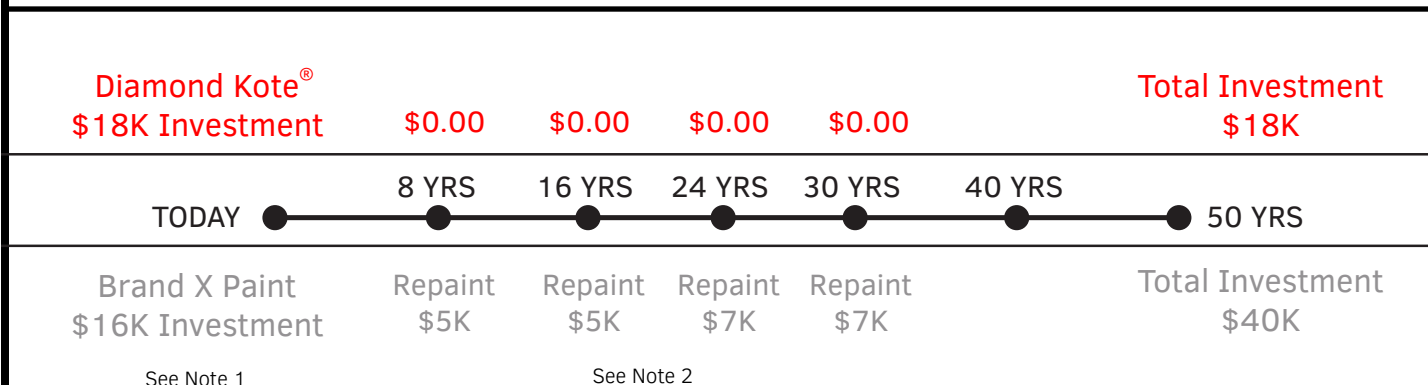 Diamond Kote®
$18K Investment
$0.00 $0.00 $0.00 $0.00
Total Investment
$18K
8 YRS 16 YRS 24 YRS 30 YRS 40 YRS
TODAY 50 YRS
Brand X Paint
$16K Investment
Repaint Repaint Repaint Repaint
$5K $5K $7K $7K
Total Investment
$40K
See Note 1 See Note 2